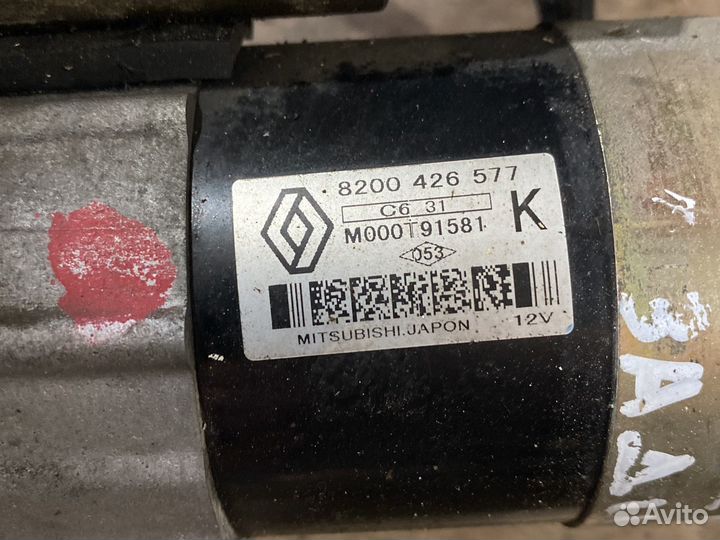 8200 426 577
C6 31
M000T91581
K
053
MITSUBISHI.JAPON 12V
Avito